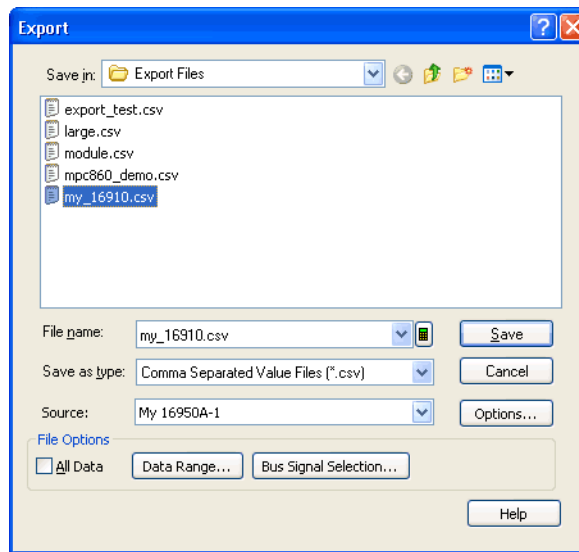 Export
Save in: Export Files
export_test.csv
large.csv
module.csv
mpc860_demo.csv
my_16910.csv
File name: my_16910.csv Save
Save as type: Comma Separated Value Files (*.csv) Cancel
Source: My 16950A-1 Options...
File Options
All Data Data Range... Bus Signal Selection...
Help